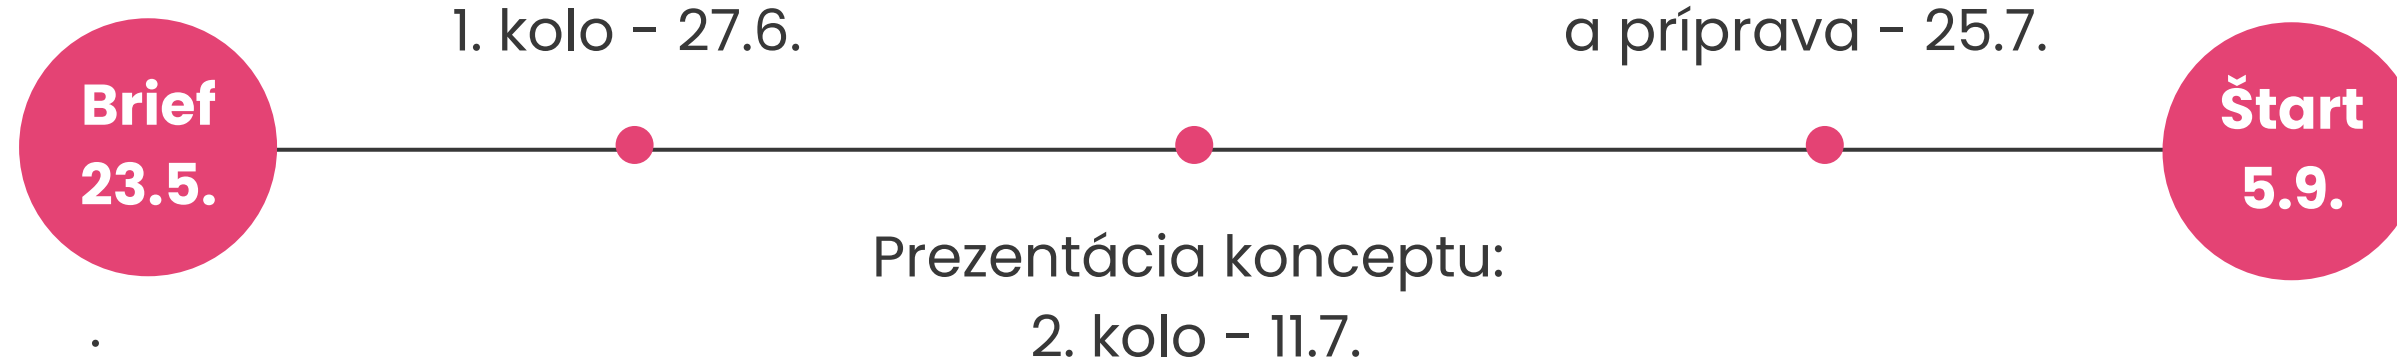 1. kolo - 27.6.
a príprava - 25.7.
Brief
23.5.
Štart
5.9.
Prezentácia konceptu:
2. kolo - 11.7.
.